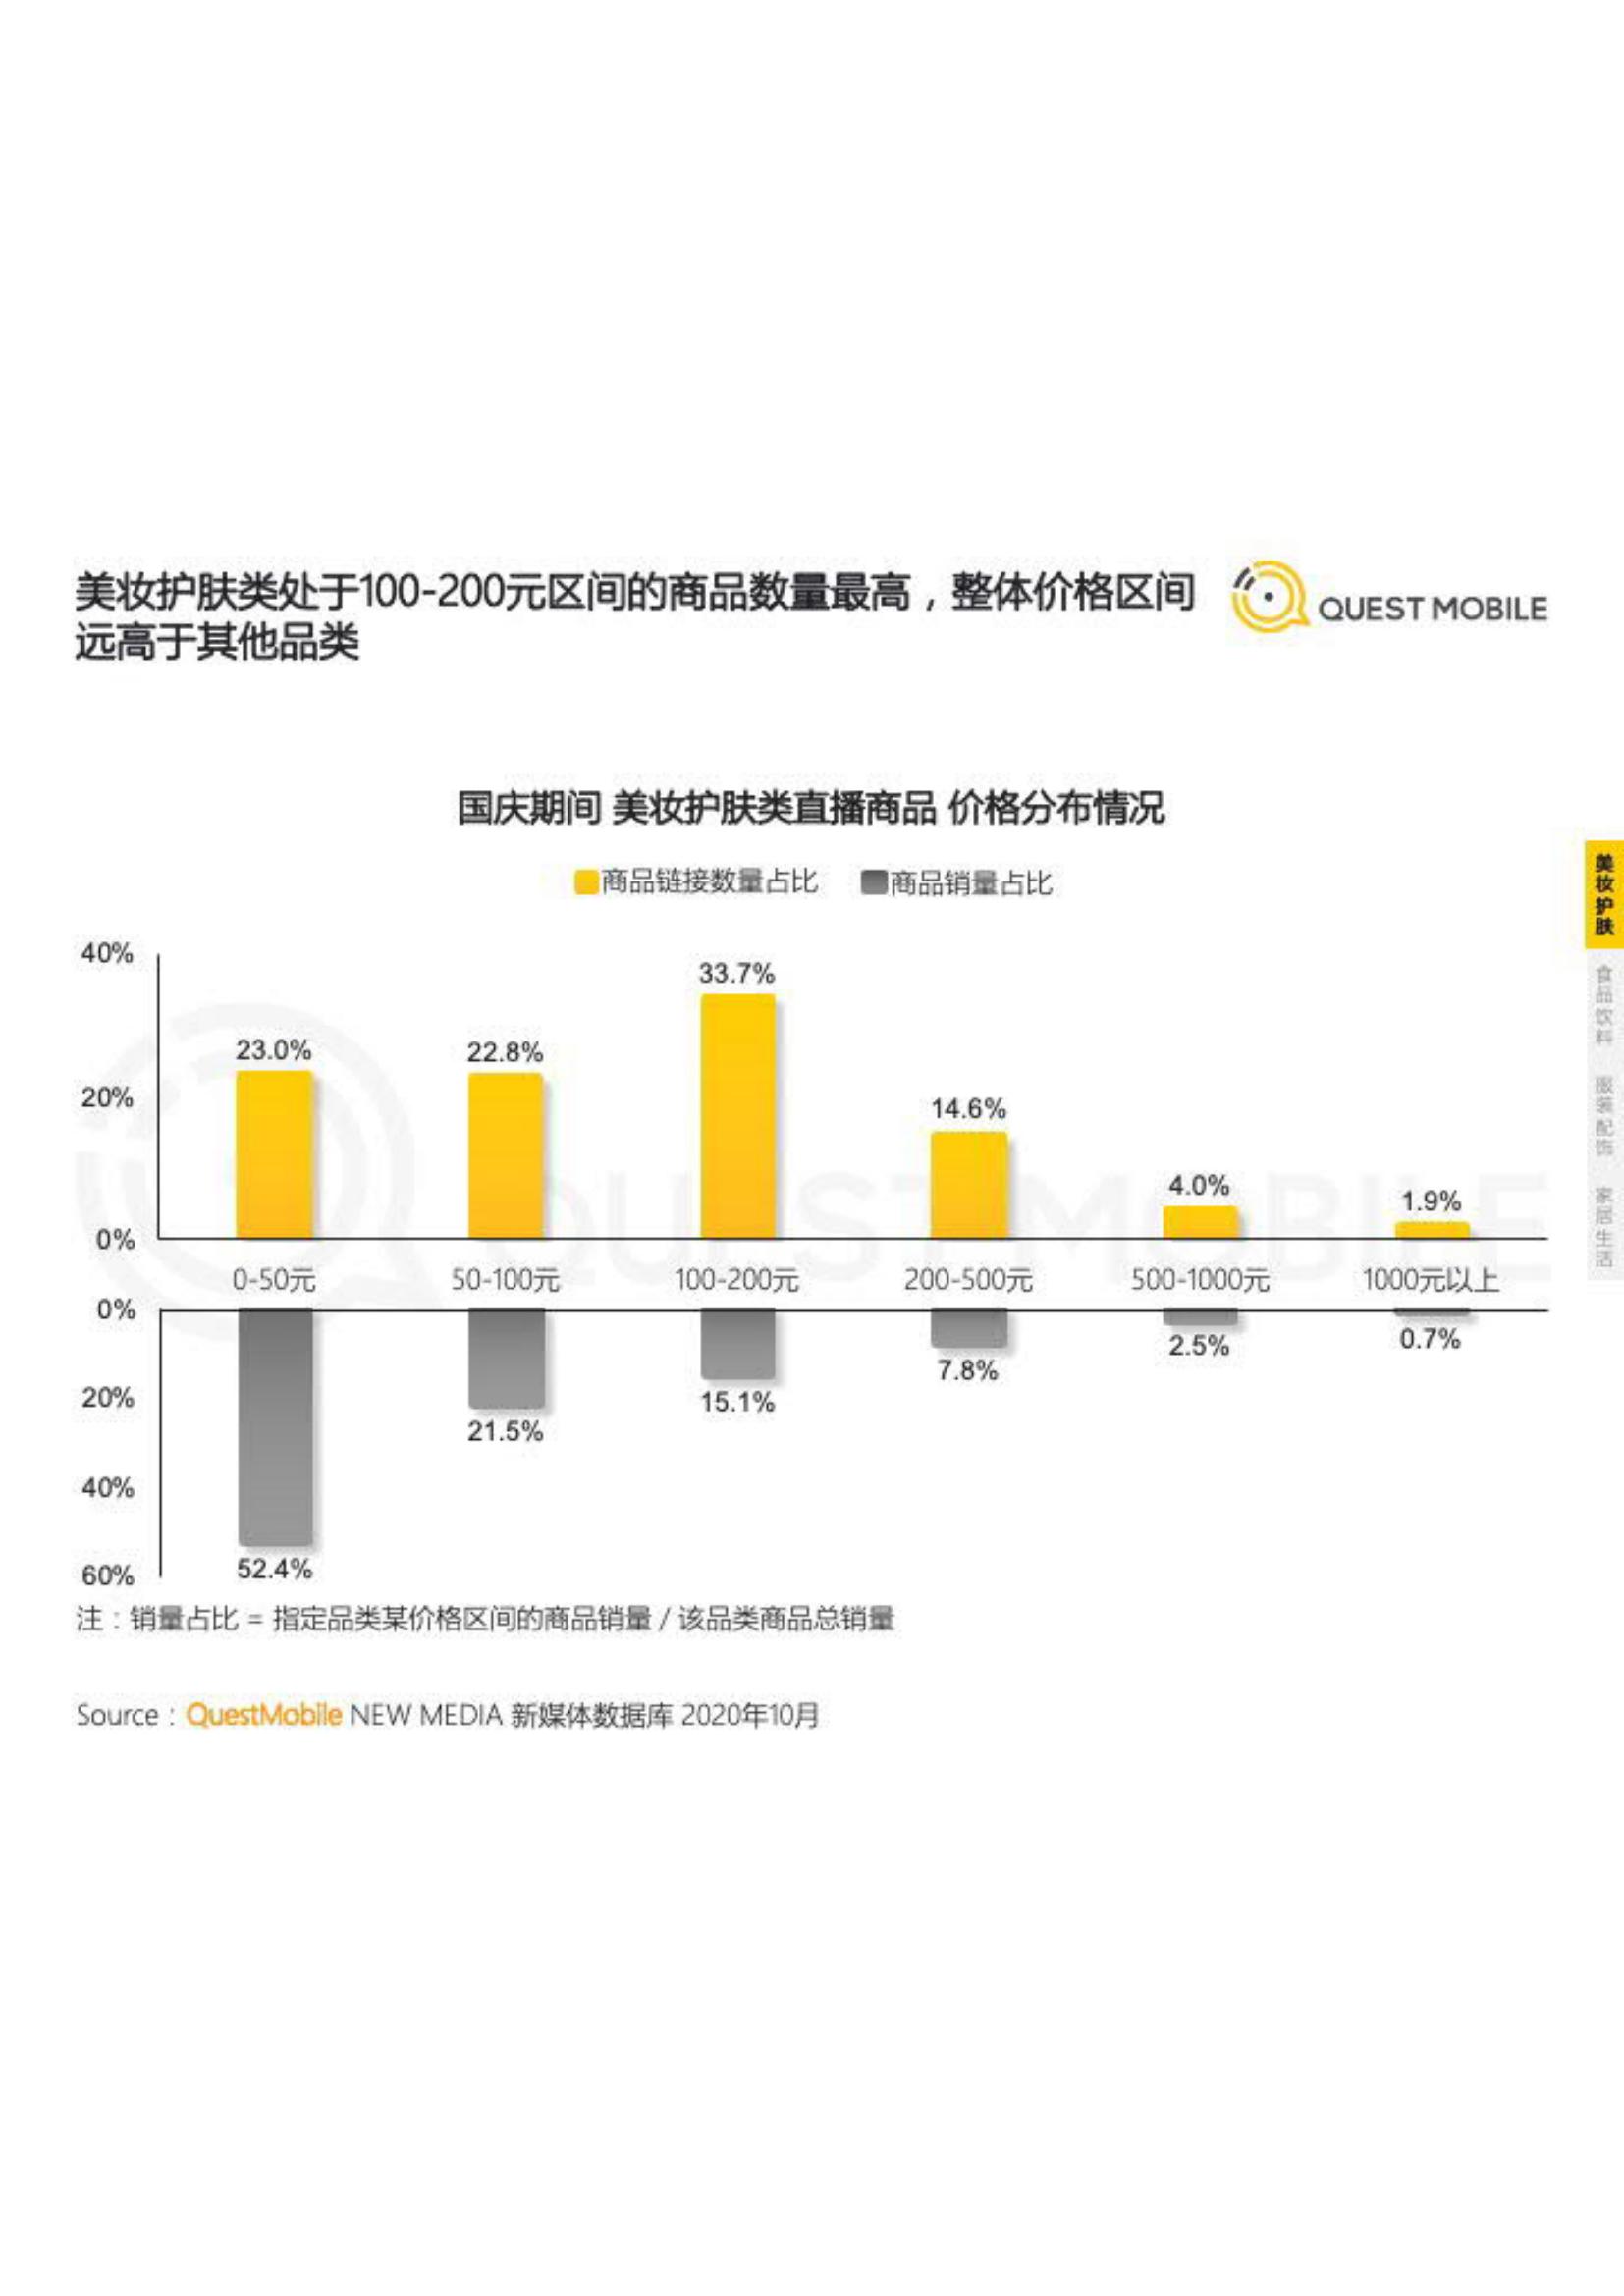 美妆护肤类处于100-200元区间的商品数量最高，整体价格区间
远高于其他品类
QUEST MOBILE
国庆期间 美妆护肤类直播商品 价格分布情况
商品链接数量占比 商品销量占比
40%
20%
0%
23.0% 22.8% 33.7% 14.6% 4.0% 1.9%
0-50元 50-100元 100-200元 200-500元 500-1000元 1000元以上
0%
20%
40%
60%
52.4% 21.5% 15.1% 7.8% 2.5% 0.7%
注：销量占比 = 指定品类某价格区间的商品销量 / 该品类商品总销量
Source：QuestMobile NEW MEDIA 新媒体数据库 2020年10月
美妆护肤
食品饮料
服装配饰
家居生活
QUEST MOBILE